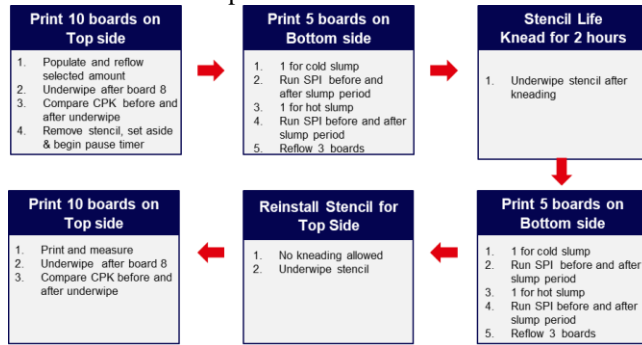 Print 10 boards on
Top side
1. Populate and reflow
selected amount
2. Underwipe after board 8
3. Compare CPK before and
after underwipe
4. Remove stencil, set aside
& begin pause timer
Print 5 boards on
Bottom side
1. 1 for cold slump
2. Run SPI before and
after slump period
3. 1 for hot slump
4. Run SPI before and after
slump period
5. Reflow 3 boards
Stencil Life
Knead for 2 hours
1. Underwipe stencil after
kneading
Print 5 boards on
Bottom side
1. 1 for cold slump
2. Run SPI before and after
slump period
3. 1 for hot slump
4. Run SPI before and after
slump period
5. Reflow 3 boards
Reinstall Stencil for
Top Side
1. No kneading allowed
2. Underwipe stencil
Print 10 boards on
Top side
1. Print and measure
2. Underwipe after board 8
3. Compare CPK before and
after underwipe